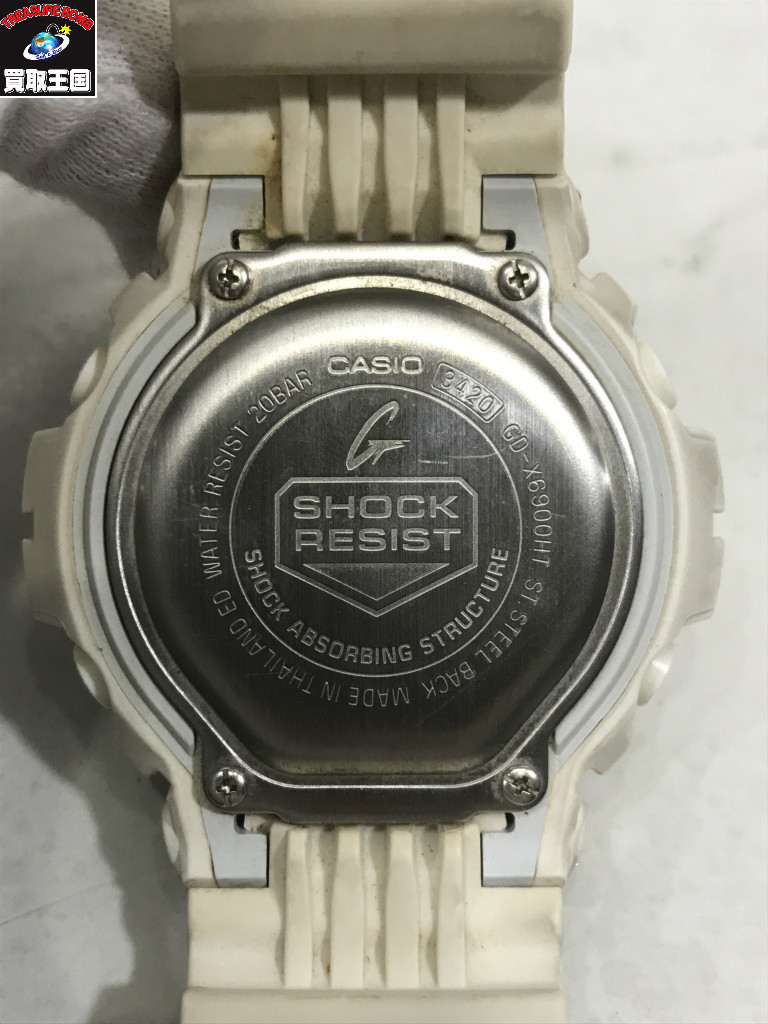 TREASURE BOMB
買取王国
CASIO
3420
GD-X6900HT ST.STEEL BACK MADE IN THAILAND ED WATER RESIST 20BAR
G
SHOCK
RESIST
SHOCK ABSORBING STRUCTURE